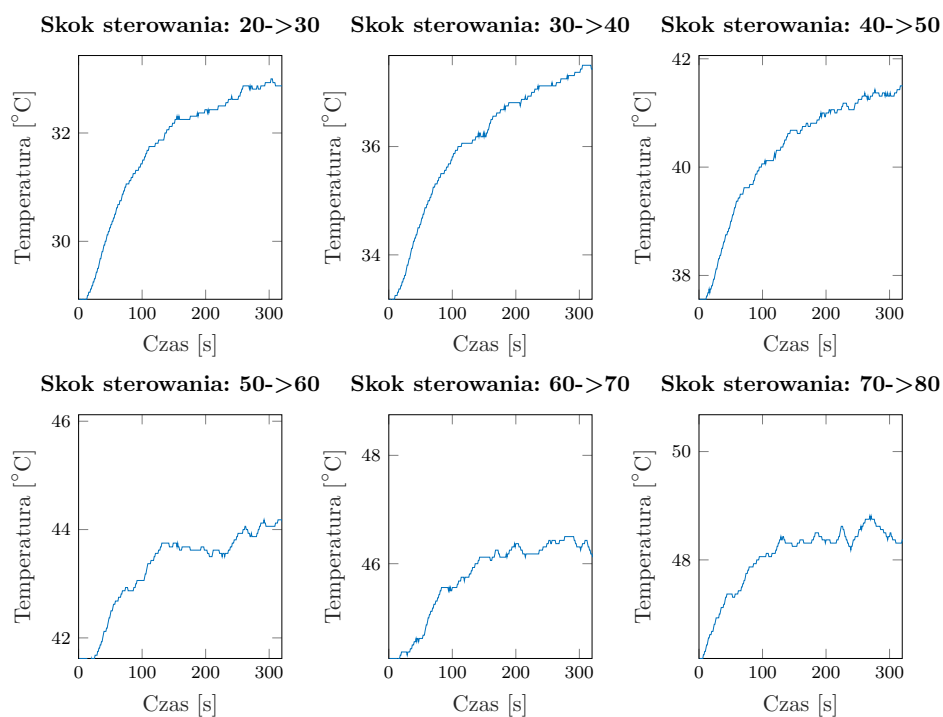 Skok sterowania: 20->30
Temperatura [°C]
32
30
0 100 200 300
Czas [s]
Skok sterowania: 30->40
Temperatura [°C]
36
34
0 100 200 300
Czas [s]
Skok sterowania: 40->50
Temperatura [°C]
42
40
38
0 100 200 300
Czas [s]
Skok sterowania: 50->60
Temperatura [°C]
46
44
42
0 100 200 300
Czas [s]
Skok sterowania: 60->70
Temperatura [°C]
48
46
0 100 200 300
Czas [s]
Skok sterowania: 70->80
Temperatura [°C]
50
48
0 100 200 300
Czas [s]